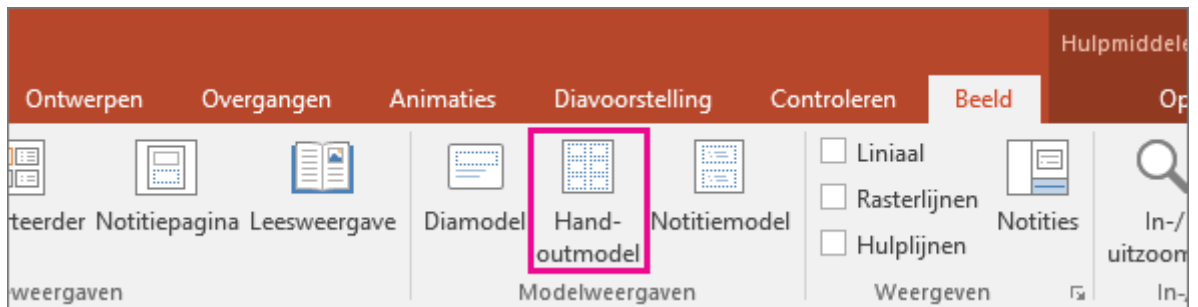 Hulpmiddele
Ontwerpen Overgangen Animaties Diavoorstelling Controleren Beeld Op
teerder Notitiepagina Leesweergave Diamodel Hand-
outmodel Notitiemodel Liniaal
Rasterlijnen
Hulplijnen Notities In-/
uitzoom
weergaven Modelweergaven Weergeven In-